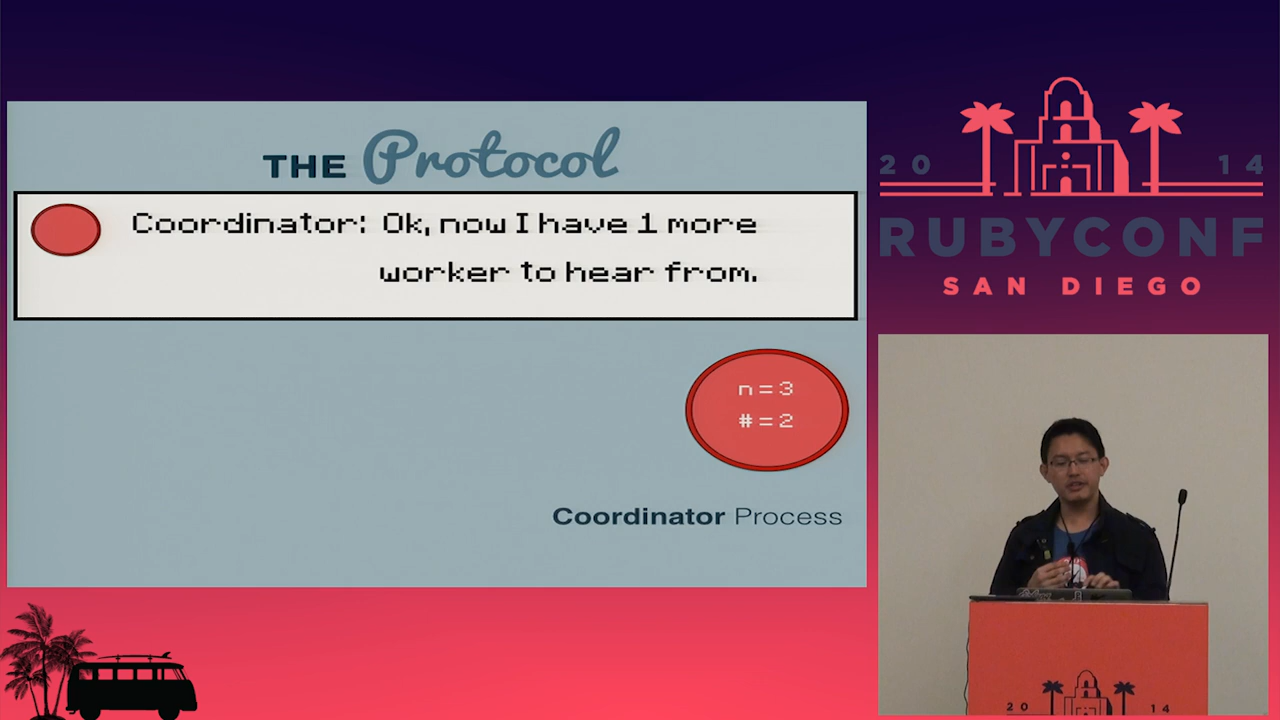 THE Protocol
Coordinator: Ok, now I have 1 more
worker to hear from.
n = 3
# = 2
Coordinator Process
20 14
RUBYCONF
SAN DIEGO
20 14